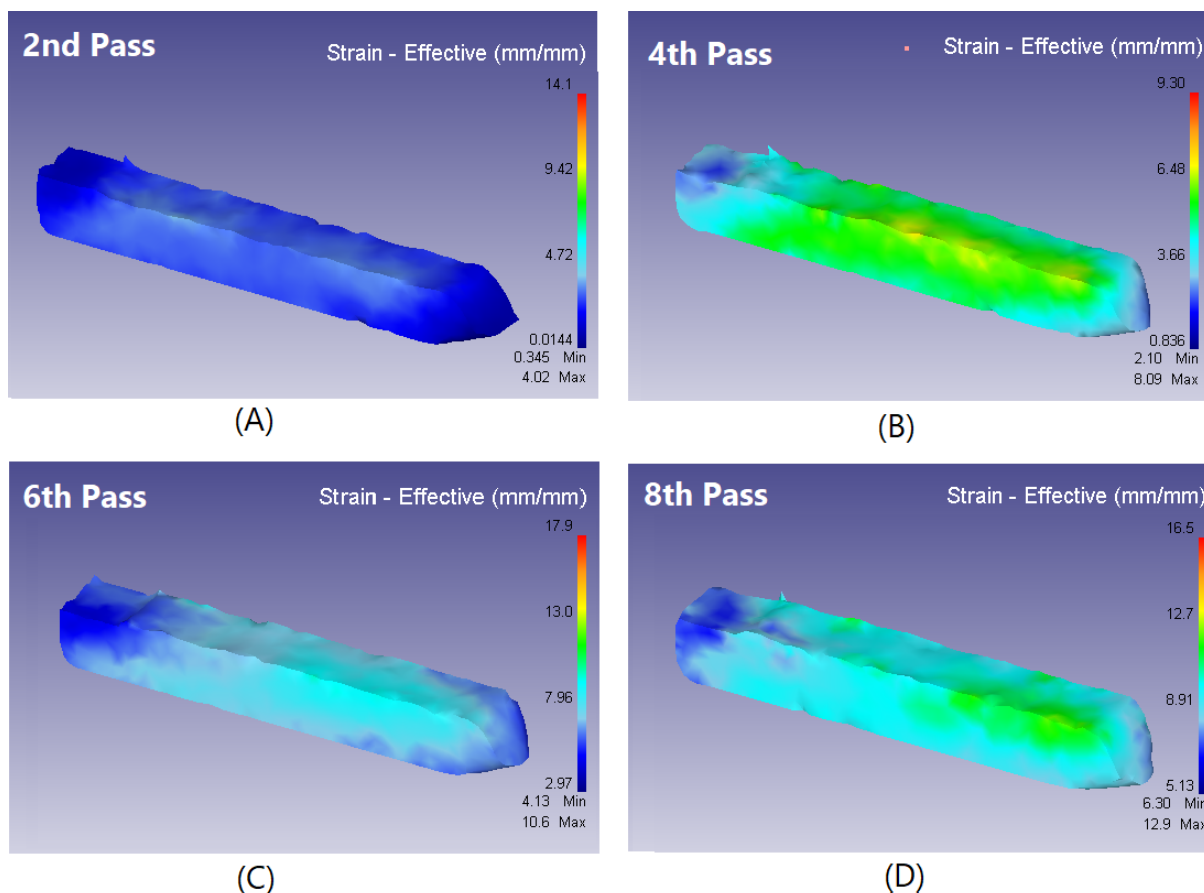 2nd Pass
Strain - Effective (mm/mm)
14.1
9.42
4.72
0.0144
0.345 Min
4.02 Max
(A)
4th Pass
Strain - Effective (mm/mm)
9.30
6.48
3.66
0.836
2.10 Min
8.09 Max
(B)
6th Pass
Strain - Effective (mm/mm)
17.9
13.0
7.96
2.97
4.13 Min
10.6 Max
(C)
8th Pass
Strain - Effective (mm/mm)
16.5
12.7
8.91
5.13
6.30 Min
12.9 Max
(D)